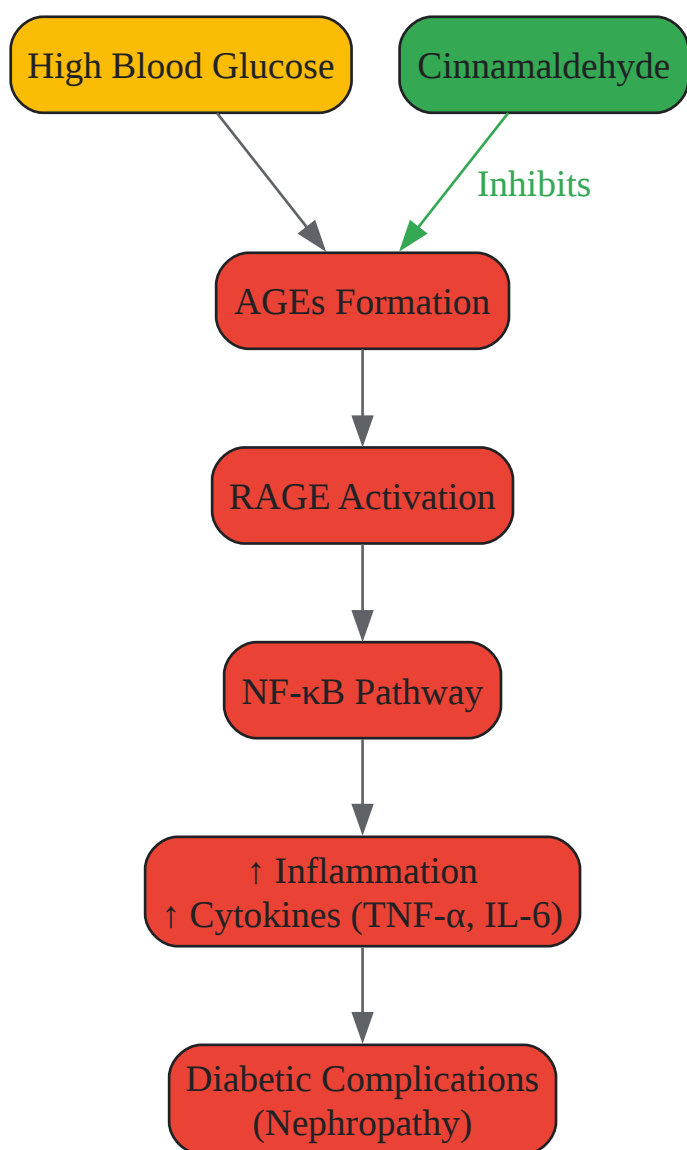 High Blood Glucose
Cinnamaldehyde
Inhibits
AGEs Formation
RAGE Activation
NF-κB Pathway
↑ Inflammation
↑ Cytokines (TNF-α, IL-6)
Diabetic Complications
(Nephropathy)